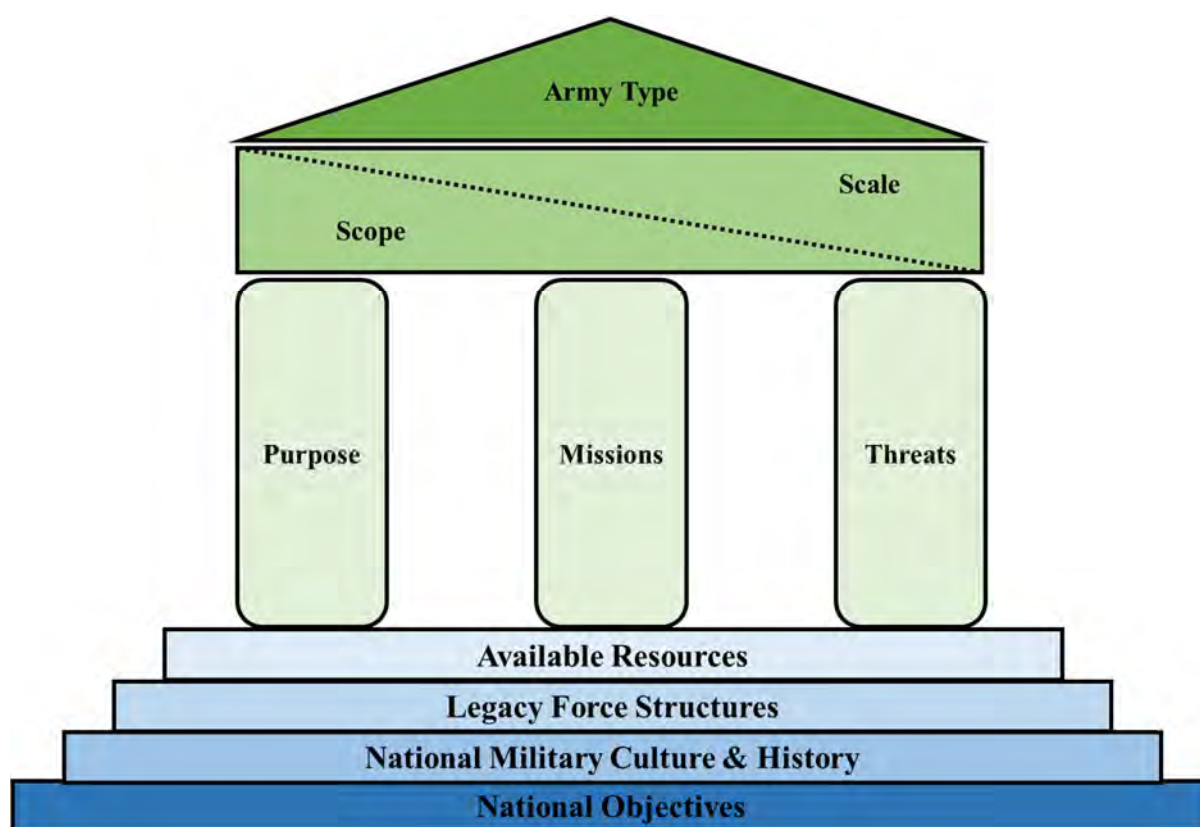 Army Type
Scale
Scope
Purpose
Missions
Threats
Available Resources
Legacy Force Structures
National Military Culture & History
National Objectives